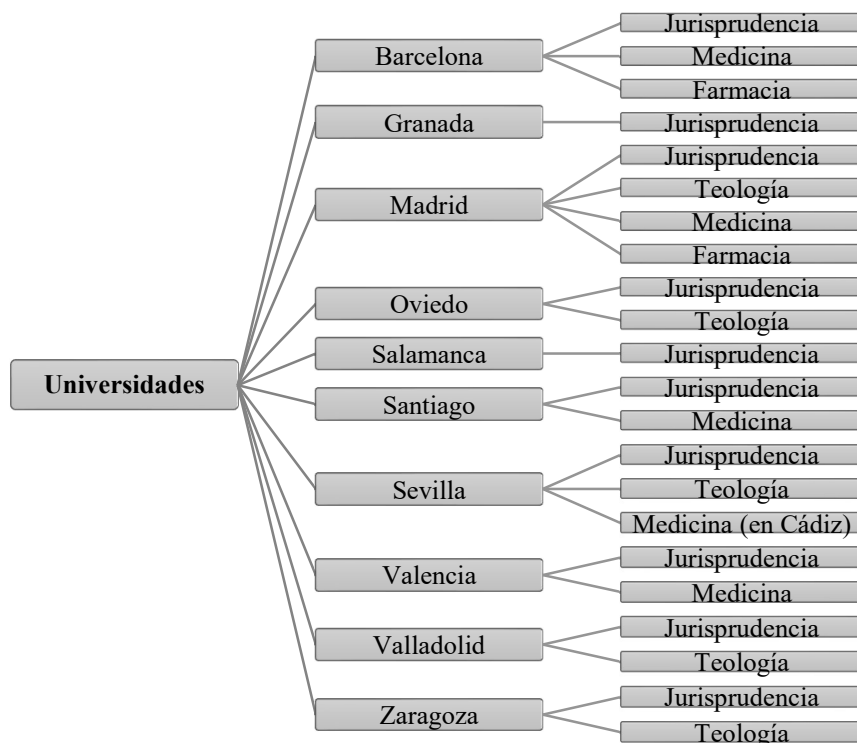 Universidades
Barcelona
Jurisprudencia
Medicina
Farmacia
Granada
Jurisprudencia
Madrid
Jurisprudencia
Teología
Medicina
Farmacia
Oviedo
Jurisprudencia
Teología
Salamanca
Jurisprudencia
Santiago
Jurisprudencia
Medicina
Sevilla
Jurisprudencia
Teología
Medicina (en Cádiz)
Valencia
Jurisprudencia
Medicina
Valladolid
Jurisprudencia
Teología
Zaragoza
Jurisprudencia
Teología